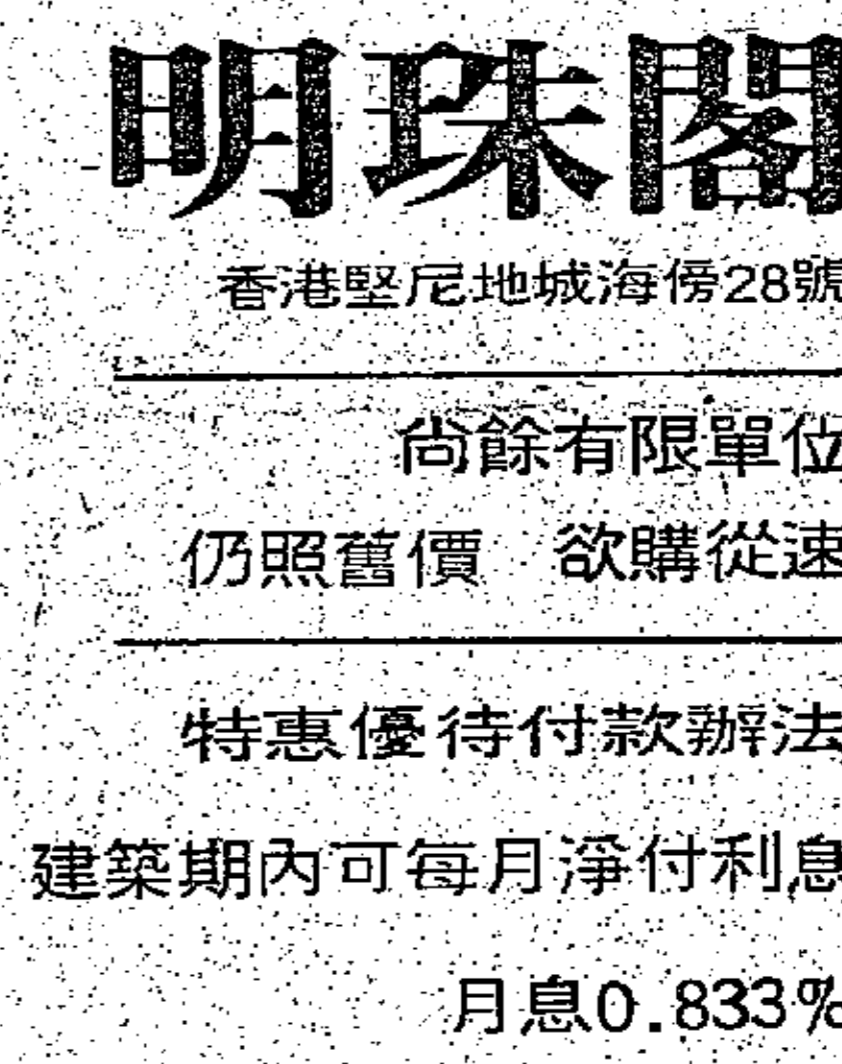 明珠閣
香港堅尼地城海傍28號
尚餘有限單位
仍照舊價 欲購從速
特惠優待付款辦法
建築期內可每月淨付利息
月息0.833%